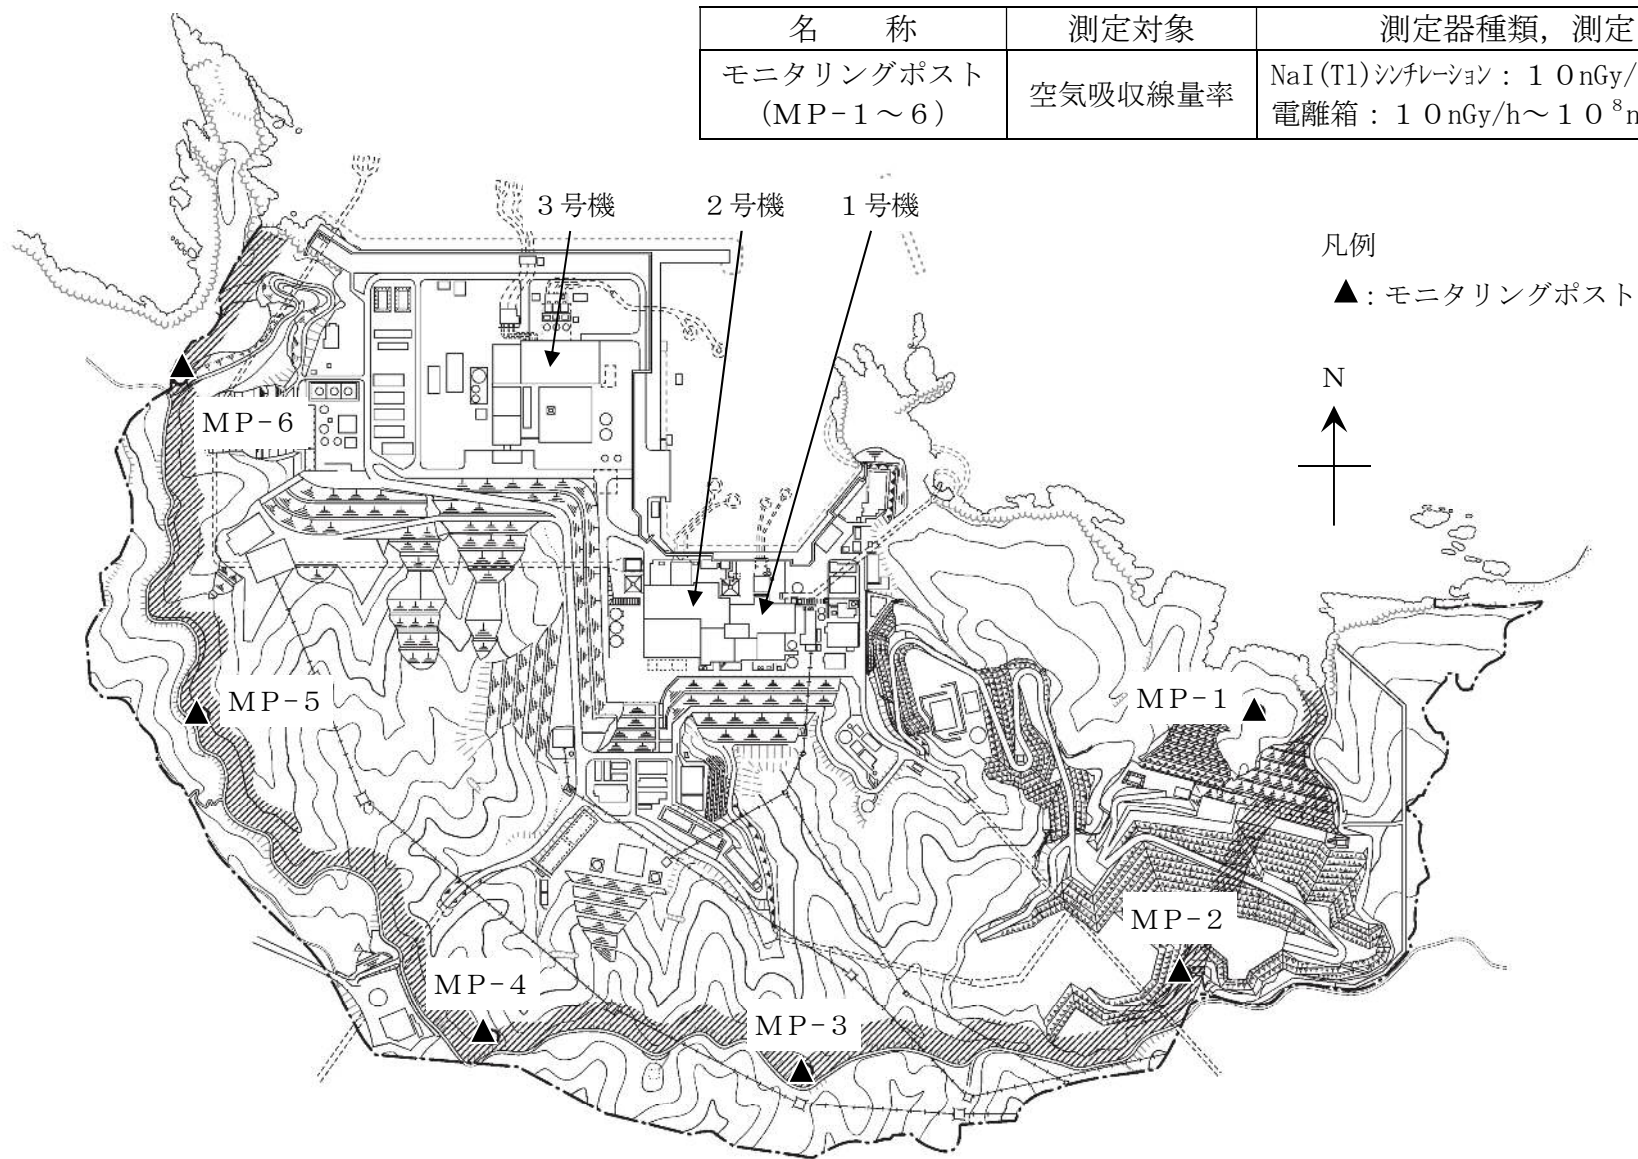 名　　称 測定対象 測定器種類，測定
モニタリングポスト
(ＭＰ-１～６)
空気吸収線量率
NaI(Tl)ｼﾝﾁﾚｰｼｮﾝ：１０nGy/
電離箱：１０nGy/h～１０⁸n
３号機 ２号機 １号機
凡例
▲：モニタリングポスト
N
ＭＰ-６
ＭＰ-５
ＭＰ-１
ＭＰ-２
ＭＰ-４
ＭＰ-３